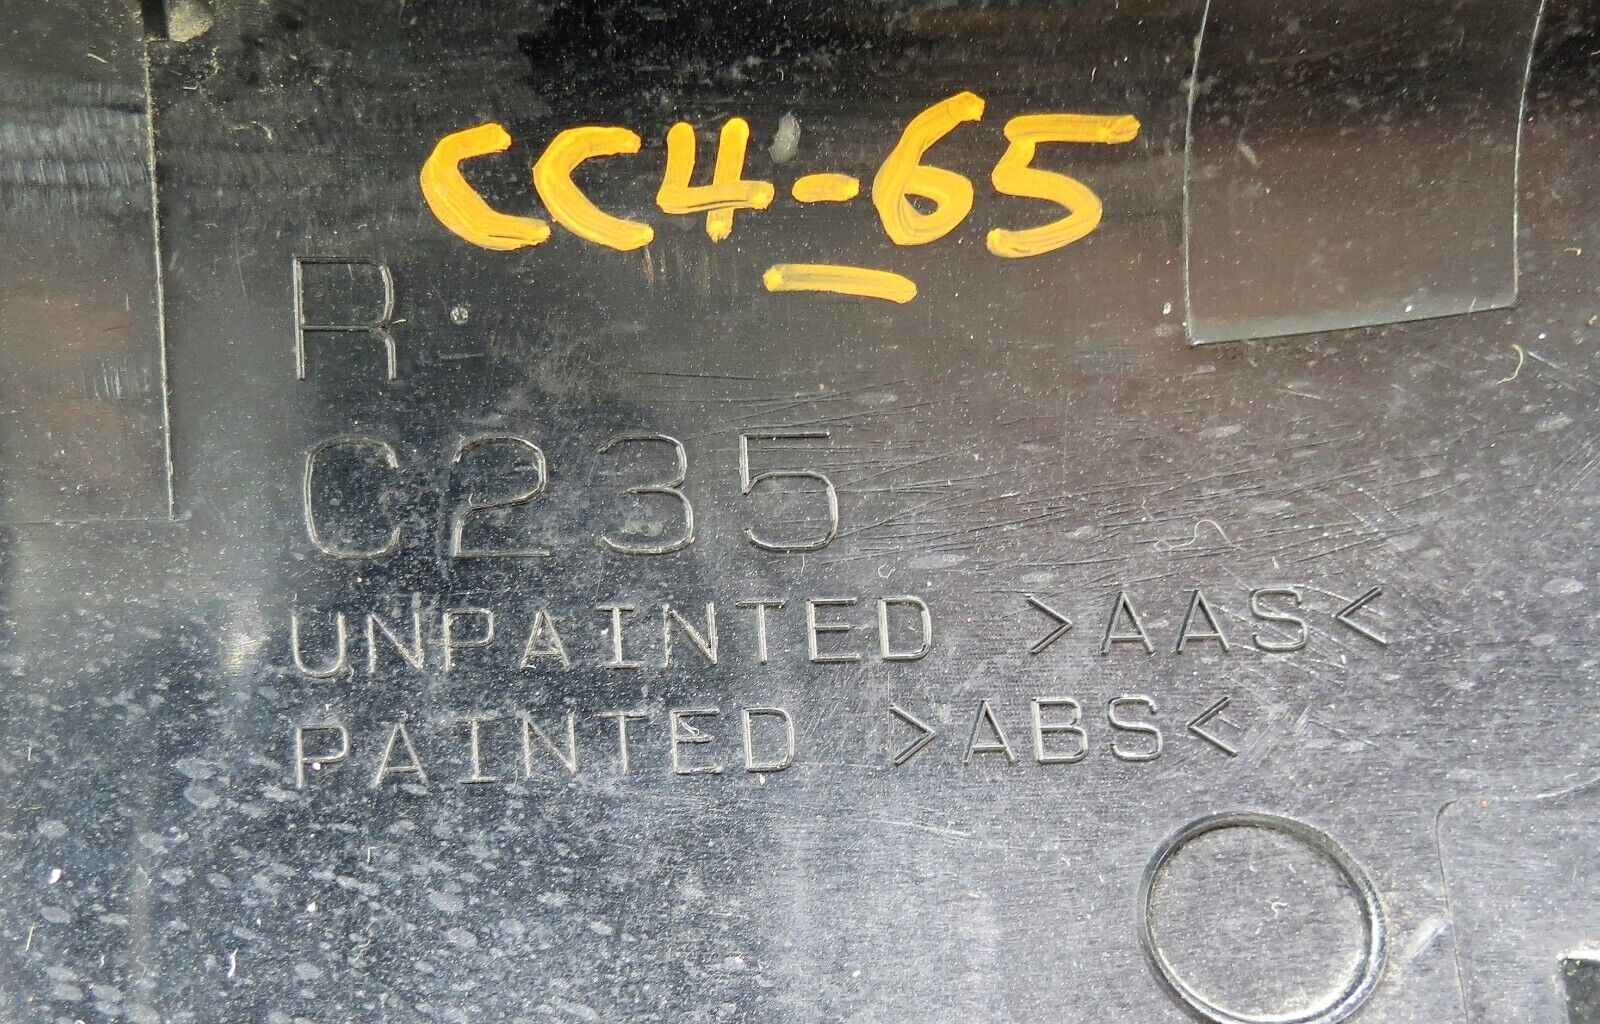 CC4-65
R
C235
UNPAINTED >AAS<
PAINTED >ABS<